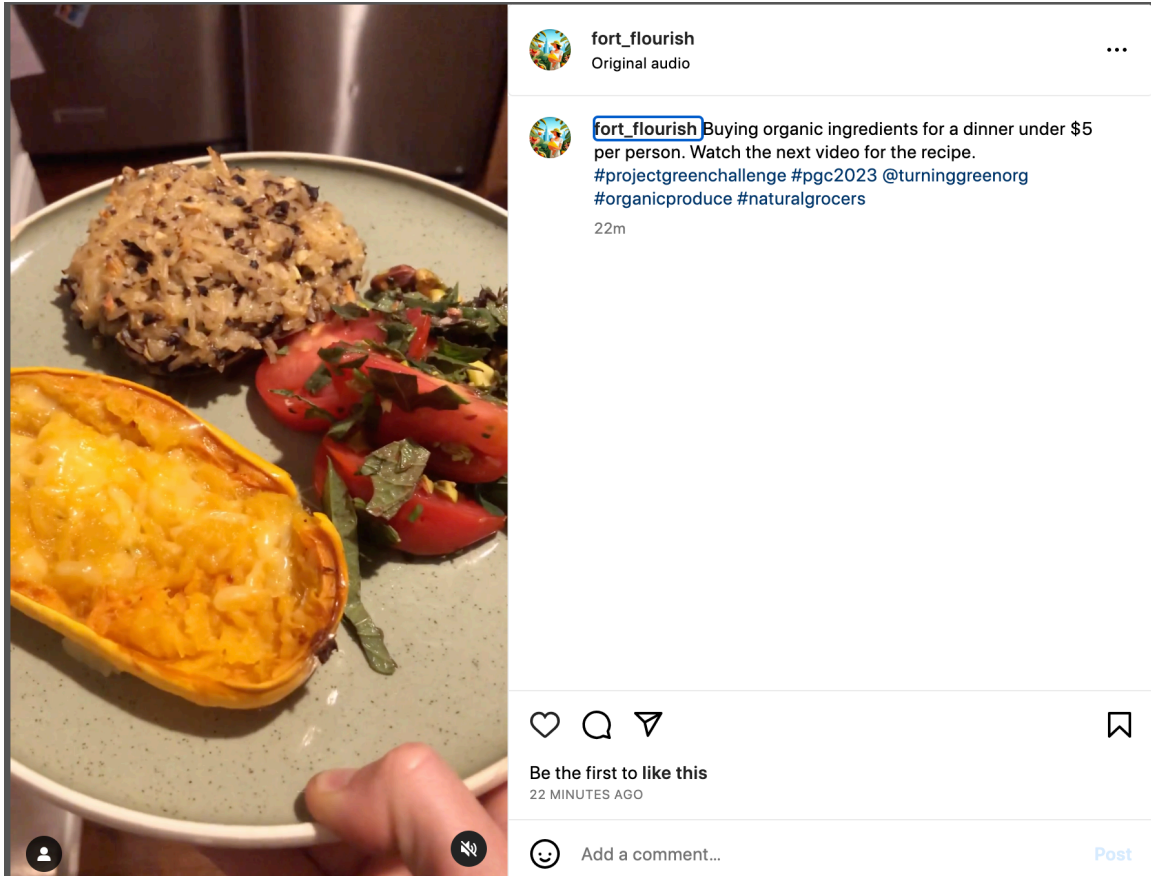 fort_flourish
Original audio
fort_flourish Buying organic ingredients for a dinner under $5
per person. Watch the next video for the recipe.
#projectgreenchallenge #pgc2023 @turninggreenorg
#organicproduce #naturalgrocers
22m
Be the first to like this
22 MINUTES AGO
Add a comment...
Post